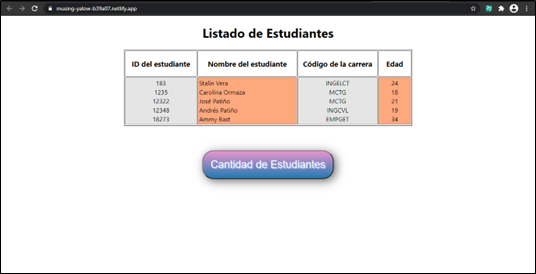 musing-yalow-b39a07.netlify.app
Listado de Estudiantes
ID del estudiante Nombre del estudiante Código de la carrera Edad
183 Stalin Vera INGELCT 24
1235 Carolina Ormaza MCTG 18
12322 José Patiño MCTG 21
12348 Andrés Patiño INGCVL 19
18273 Ammy Bast EMPGET 34
Cantidad de Estudiantes